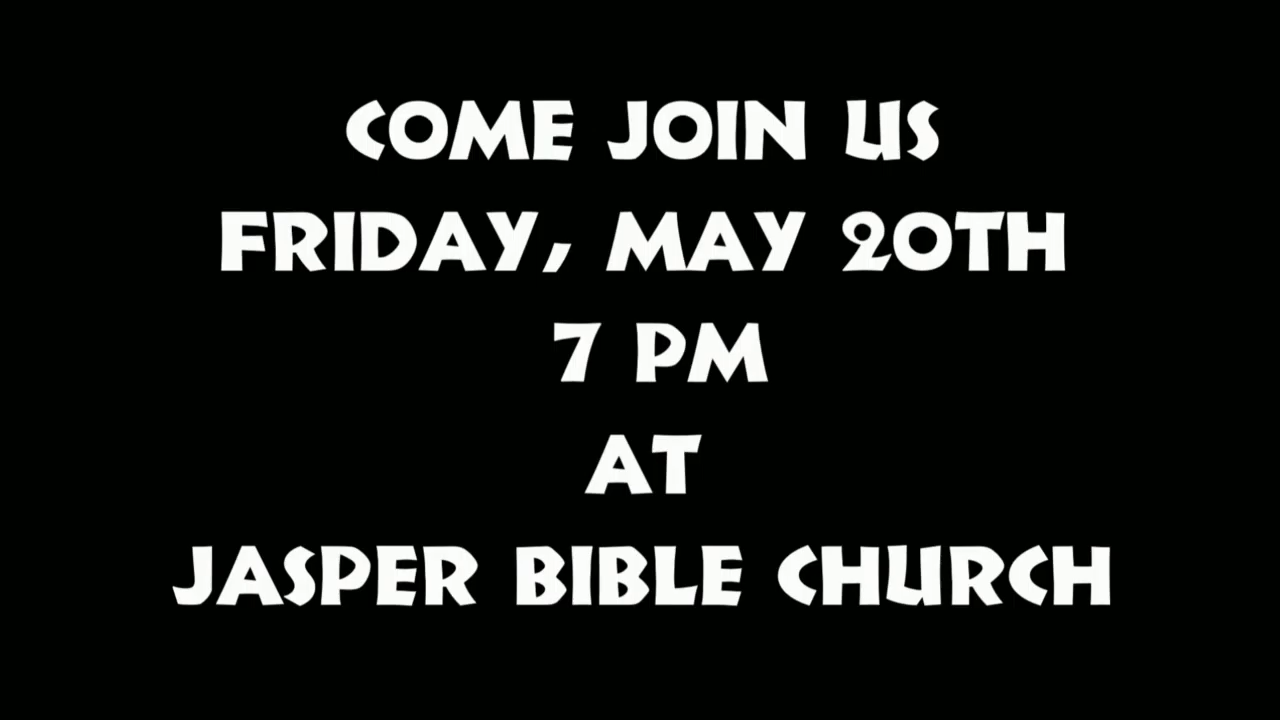 COME JOIN US
FRIDAY, MAY 20TH
7 PM
AT
JASPER BIBLE CHURCH